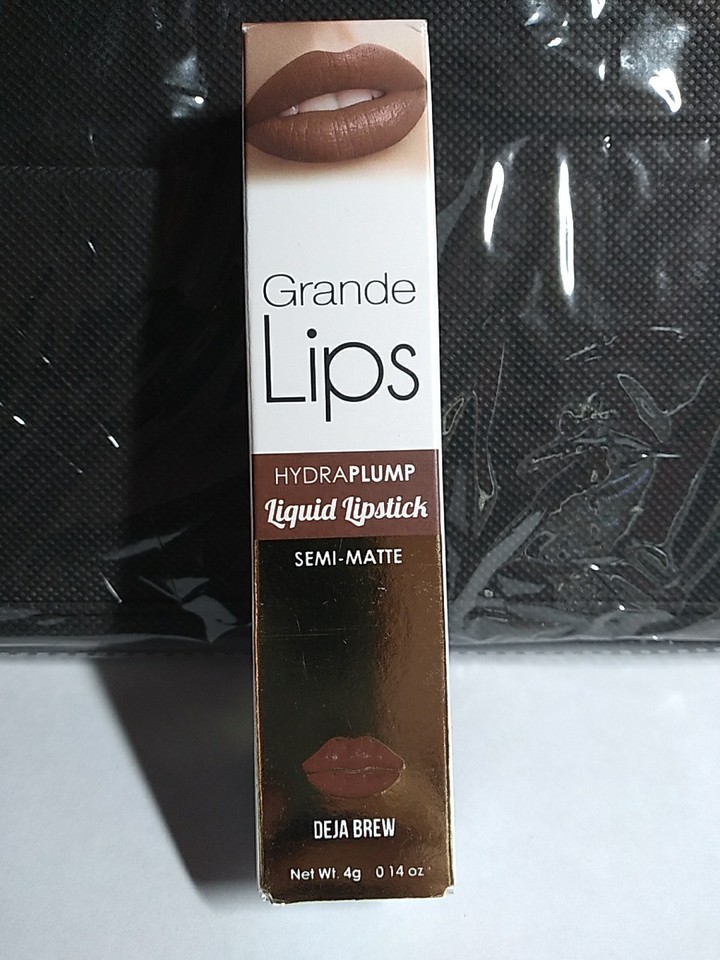 Grande
Lips
HYDRAPLUMP
Liquid Lipstick
SEMI-MATTE
DEJA BREW
Net Wt. 4g 0 14 oz